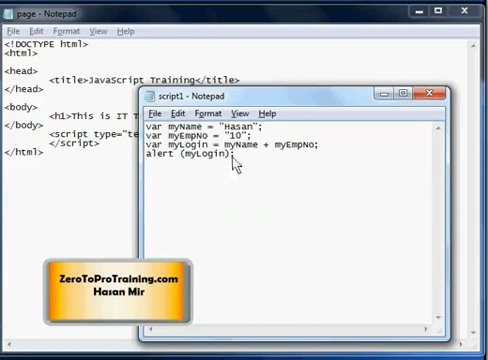 page - Notepad
File Edit Format View Help
<!DOCTYPE html>
<html>
<head>
<title>JavaScript Training</title>
</head>
<body>
<h1>This is IT T
</body>
<script type="te
</script>
</html>
script1 - Notepad
File Edit Format View Help
var myName = "Hasan";
var myEmpNo = "10";
var myLogin = myName + myEmpNo;
alert (myLogin);
ZeroToProTraining.com
Hasan Mir